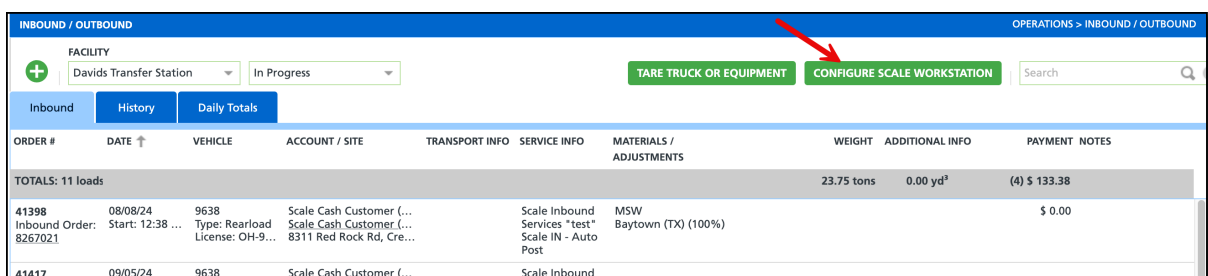 INBOUND / OUTBOUND
OPERATIONS > INBOUND / OUTBOUND
FACILITY
Davids Transfer Station
In Progress
TARE TRUCK OR EQUIPMENT
CONFIGURE SCALE WORKSTATION
Search
Inbound
History
Daily Totals
ORDER # DATE VEHICLE ACCOUNT / SITE TRANSPORT INFO SERVICE INFO MATERIALS / WEIGHT ADDITIONAL INFO PAYMENT NOTES
ADJUSTMENTS
TOTALS: 11 loads 23.75 tons 0.00 yd³ (4) $ 133.38
41398 08/08/24 9638 Scale Cash Customer (... Scale Inbound MSW $ 0.00
Inbound Order: Start: 12:38 ... Type: Rearload Scale Cash Customer (... Services "test" Baytown (TX) (100%)
8267021 License: OH-9... 8311 Red Rock Rd, Cre... Scale IN - Auto
Post
41417 09/05/24 9638 Scale Cash Customer (... Scale Inbound